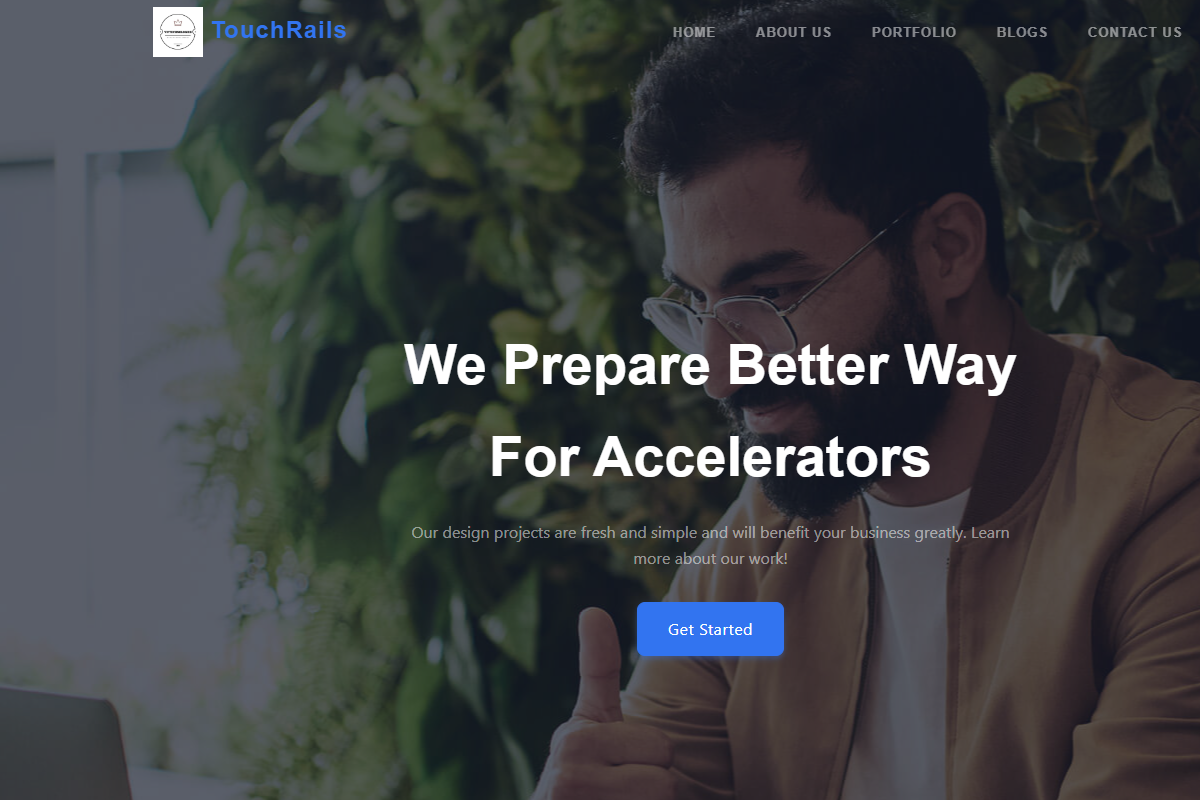 TouchRails
HOME ABOUT US PORTFOLIO BLOGS CONTACT US
We Prepare Better Way
For Accelerators
Our design projects are fresh and simple and will benefit your business greatly. Learn
more about our work!
Get Started